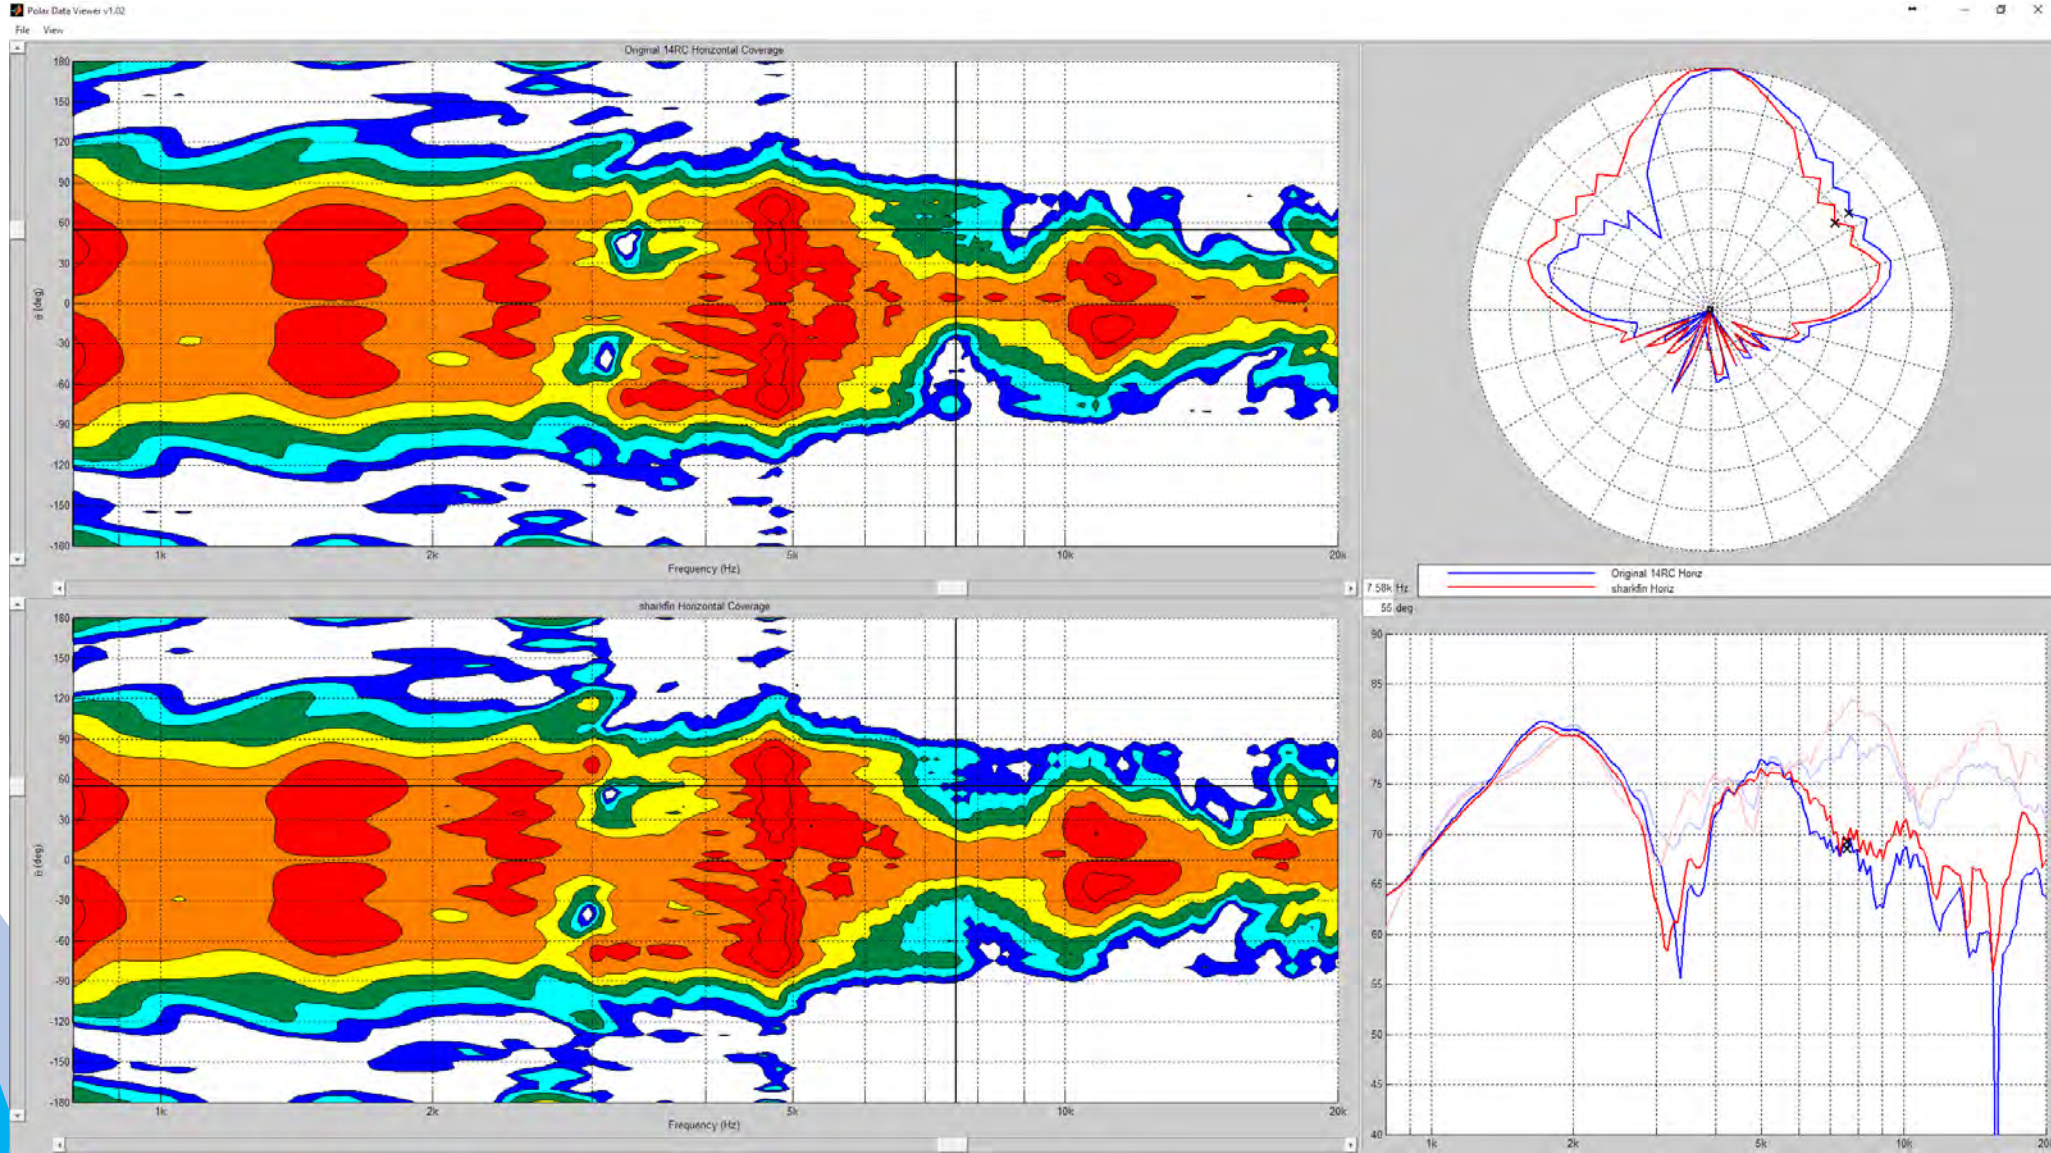 Polar Data Viewer v1.02
File View
Original 14RC Horizontal Coverage
180
150
120
90
60
30
0
-30
-60
-90
-120
-150
-180
θ (deg)
1k 2k 5k 10k 20k
Frequency (Hz)
7.58k Hz
55 deg
Original 14RC Horiz
sharkfin Horiz
sharkfin Horizontal Coverage
180
150
120
90
60
30
0
-30
-60
-90
-120
-150
-180
θ (deg)
1k 2k 5k 10k 20k
Frequency (Hz)
90
85
80
75
70
65
60
55
50
45
40
1k 2k 5k 10k 20k